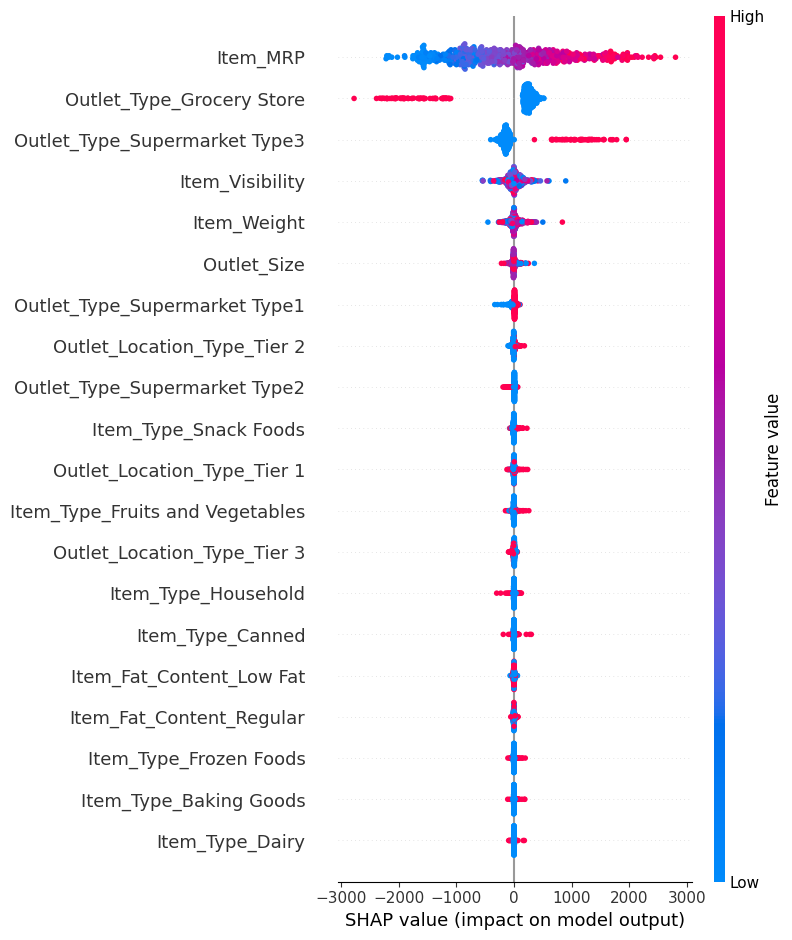 High
Item_MRP
Outlet_Type_Grocery Store
Outlet_Type_Supermarket Type3
Item_Visibility
Item_Weight
Outlet_Size
Outlet_Type_Supermarket Type1
Outlet_Location_Type_Tier 2
Outlet_Type_Supermarket Type2
Item_Type_Snack Foods
Outlet_Location_Type_Tier 1
Item_Type_Fruits and Vegetables
Outlet_Location_Type_Tier 3
Item_Type_Household
Item_Type_Canned
Item_Fat_Content_Low Fat
Item_Fat_Content_Regular
Item_Type_Frozen Foods
Item_Type_Baking Goods
Item_Type_Dairy
Feature value
Low
−3000 −2000 −1000 0 1000 2000 3000
SHAP value (impact on model output)